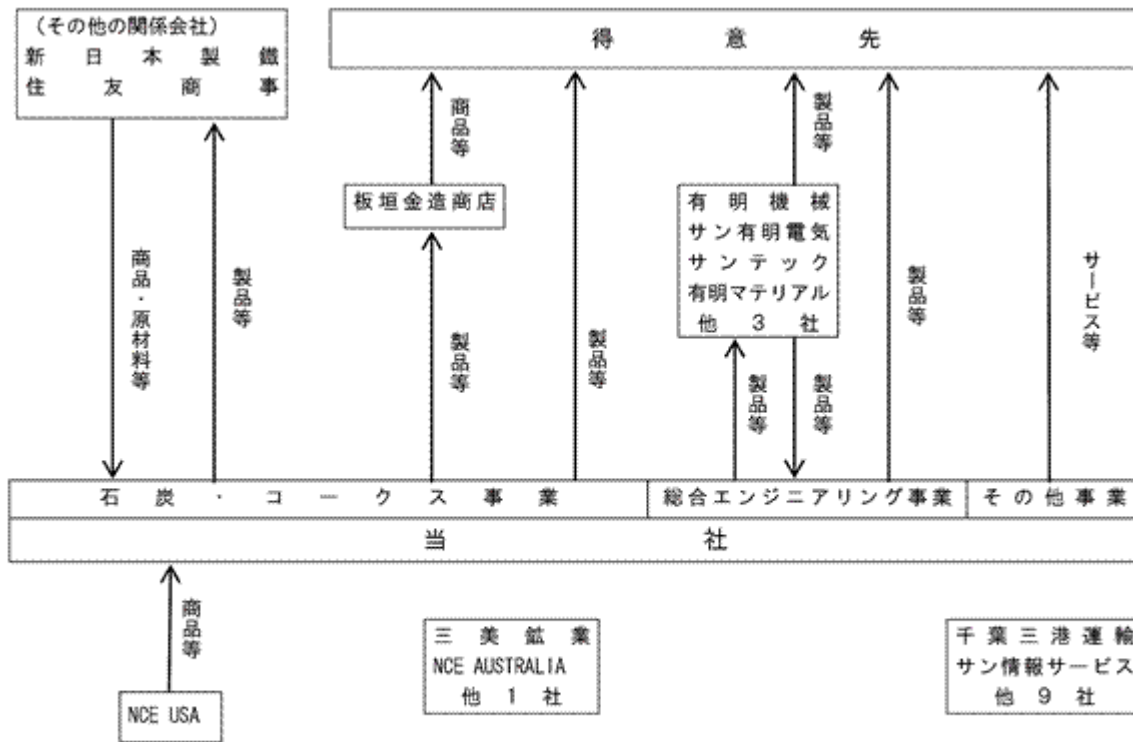 （その他の関係会社）
新日本製鐵
住友商事
得意先
商品等
製品等
板垣金造商店
有明機械
サン有明電気
サンテック
有明マテリアル
他3社
商品・原材料等
製品等
製品等
製品等
製品等
製品等
製品等
サービス等
石炭・コークス事業
総合エンジニアリング事業
その他事業
当社
商品等
NCE USA
三美鉱業
NCE AUSTRALIA
他1社
千葉三港運輸
サン情報サービス
他9社